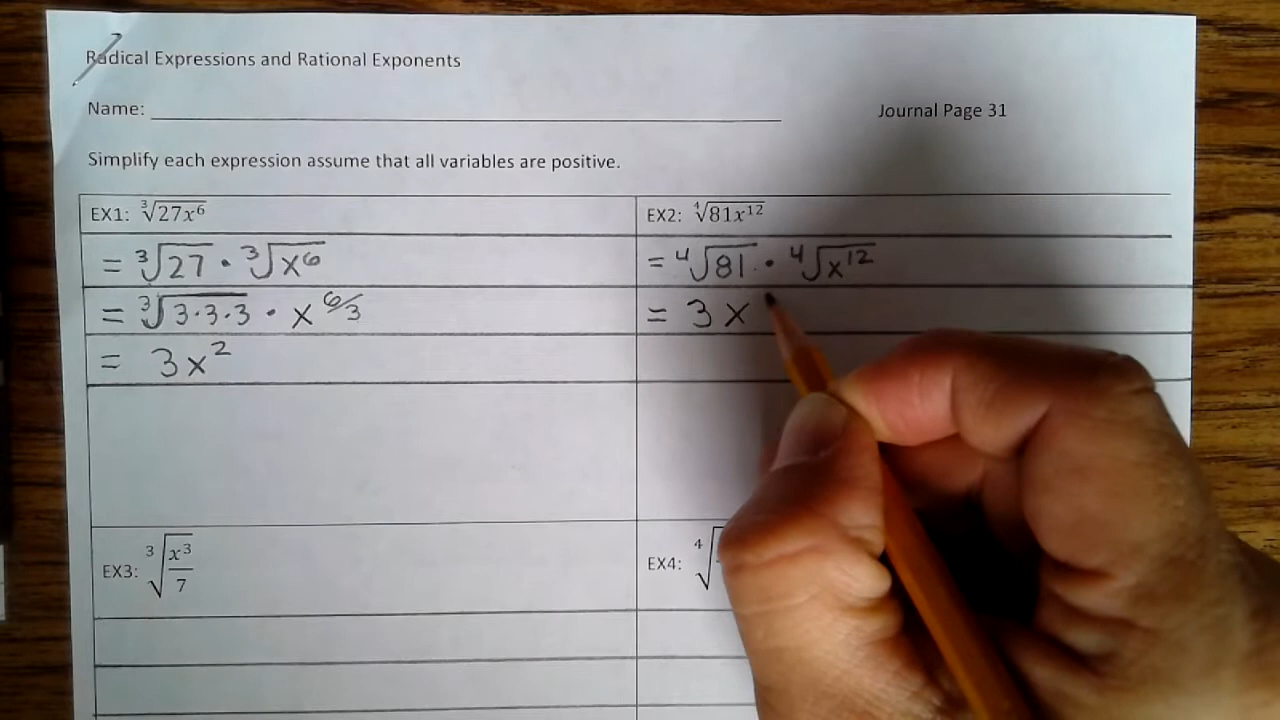 Radical Expressions and Rational Exponents
Name: Journal Page 31
Simplify each expression assume that all variables are positive.
EX1: ∛27x⁶
= ∛27 · ∛x⁶
= ∛3·3·3 · x^6/3
= 3x²
EX2: ∜81x¹²
= ∜81 · ∜x¹²
= 3x
EX3: ∛x³/7
EX4: ∜